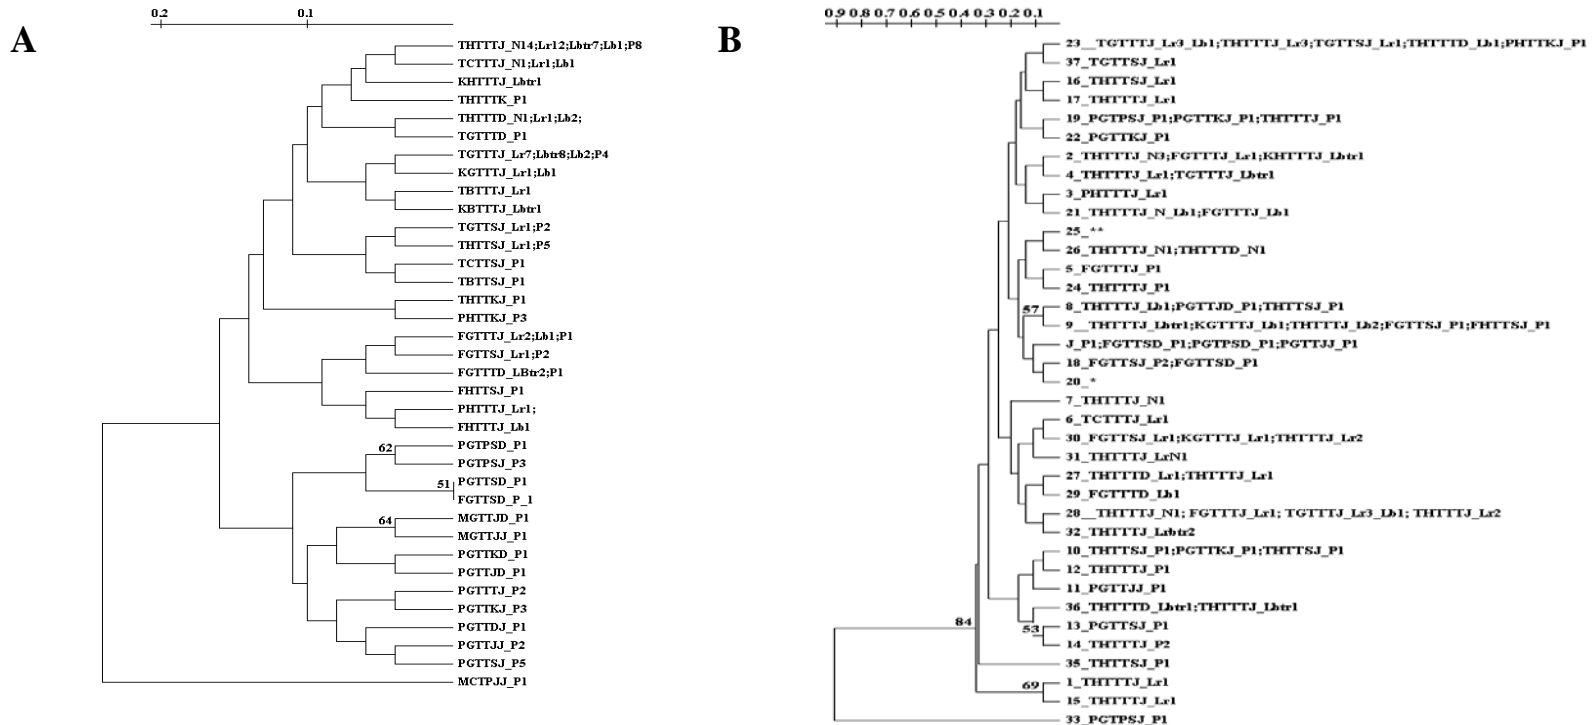 A
0.2 0.1
THTTTJ_N14;Lr12;Lbtr7;Lb1;P8
TCTTTJ_N1;Lr1;Lb1
KHTTTJ_Lbtr1
THTTTK_P1
THTTTD_N1;Lr1;Lb2;
TGTTTD_P1
TGTTTJ_Lr7;Lbtr8;Lb2;P4
KGTTTJ_Lr1;Lb1
TBTTTJ_Lr1
KBTTTJ_Lbtr1
TGTTSJ_Lr1;P2
THTTSJ_Lr1;P5
TCTTSJ_P1
TBTTSJ_P1
THTTKJ_P1
PHTTKJ_P3
FGTTTJ_Lr2;Lb1;P1
FGTTSJ_Lr1;P2
FGTTTD_LBtr2;P1
FHTTSJ_P1
PHTTTJ_Lr1;
FHTTTJ_Lb1
62
PGTPSD_P1
PGTPSJ_P3
51
PGTTSD_P1
FGTTSD_P_1
64
MGTTJD_P1
MGTTJJ_P1
PGTTKD_P1
PGTTJD_P1
PGTTTJ_P2
PGTTKJ_P3
PGTTDJ_P1
PGTTJJ_P2
PGTTSJ_P5
MCTPJJ_P1
B
0.9 0.8 0.7 0.6 0.5 0.4 0.3 0.2 0.1
23__TGTTTJ_Lr3_Lb1;THTTTJ_Lr3;TGTTSJ_Lr1;THTTTD_Lb1;PHTTKJ_P1
37_TGTTSJ_Lr1
16_THTTSJ_Lr1
17_THTTTJ_Lr1
19_PGTPSJ_P1;PGTTKJ_P1;THTTTJ_P1
22_PGTTKJ_P1
2_THTTTJ_N3;FGTTTJ_Lr1;KHTTTJ_Lbtr1
4_THTTTJ_Lr1;TGTTTJ_Lbtr1
3_PHTTTJ_Lr1
21_THTTTJ_N_Lb1;FGTTTJ_Lb1
25_**
26_THTTTJ_N1;THTTTD_N1
5_FGTTTJ_P1
24_THTTTJ_P1
57
8_THTTTJ_Lb1;PGTTJD_P1;THTTSJ_P1
9__THTTTJ_Lbtr1;KGTTTJ_Lb1;THTTTJ_Lb2;FGTTSJ_P1;FHTTSJ_P1
J_P1;FGTTSD_P1;PGTPSD_P1;PGTTJJ_P1
18_FGTTSJ_P2;FGTTSD_P1
20_*
7_THTTTJ_N1
6_TCTTTJ_Lr1
30_FGTTSJ_Lr1;KGTTTJ_Lr1;THTTTJ_Lr2
31_THTTTJ_LrN1
27_THTTTD_Lr1;THTTTJ_Lr1
29_FGTTTD_Lb1
28__THTTTJ_N1; FGTTTJ_Lr1; TGTTTJ_Lr3_Lb1; THTTTJ_Lr2
32_THTTTJ_Lrbtr2
10_THTTSJ_P1;PGTTKJ_P1;THTTSJ_P1
12_THTTTJ_P1
11_PGTTJJ_P1
36_THTTTD_Lbtr1;THTTTJ_Lbtr1
84
53
13_PGTTSJ_P1
14_THTTTJ_P2
35_THTTSJ_P1
69
1_THTTTJ_Lr1
15_THTTTJ_Lr1
33_PGTPSJ_P1